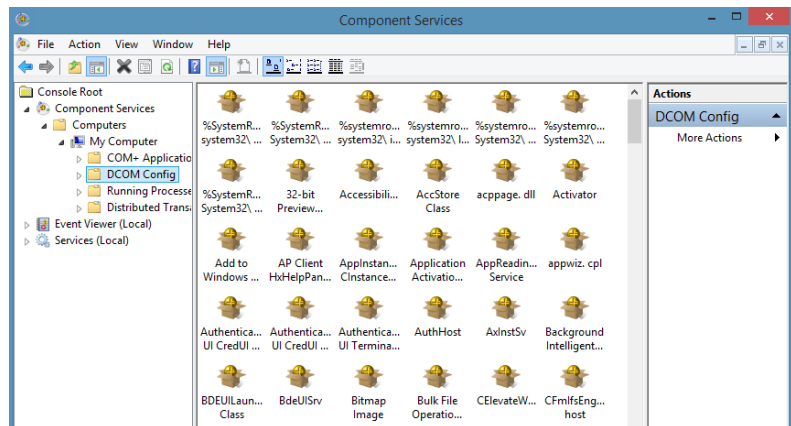 Component Services
File Action View Window Help
Console Root
Component Services
Computers
My Computer
COM+ Applicatio
DCOM Config
Running Processe
Distributed Trans
Event Viewer (Local)
Services (Local)
%SystemR... %SystemR... %systemro... %systemro... %systemro... %systemro...
system32\ ... System32\ ... system32\ i... system32\ I... System32\ ... System32\ ...
%SystemR... 32-bit Accessibili... AccStore acppage. dll Activator
System32\ ... Preview... Class
Add to AP Client AppInstan... Application AppReadin... appwiz. cpl
Windows ... HxHelpPan... CInstance... Activatio... Service
Authentica... Authentica... Authentica... AuthHost AxInstSv Background
UI CredUI ... UI CredUI ... UI Termina... Intelligent...
BDEUILaun... BdeUISrv Bitmap Bulk File CElevateW... CFmIfsEng...
Class Image Operatio... host
Actions
DCOM Config
More Actions